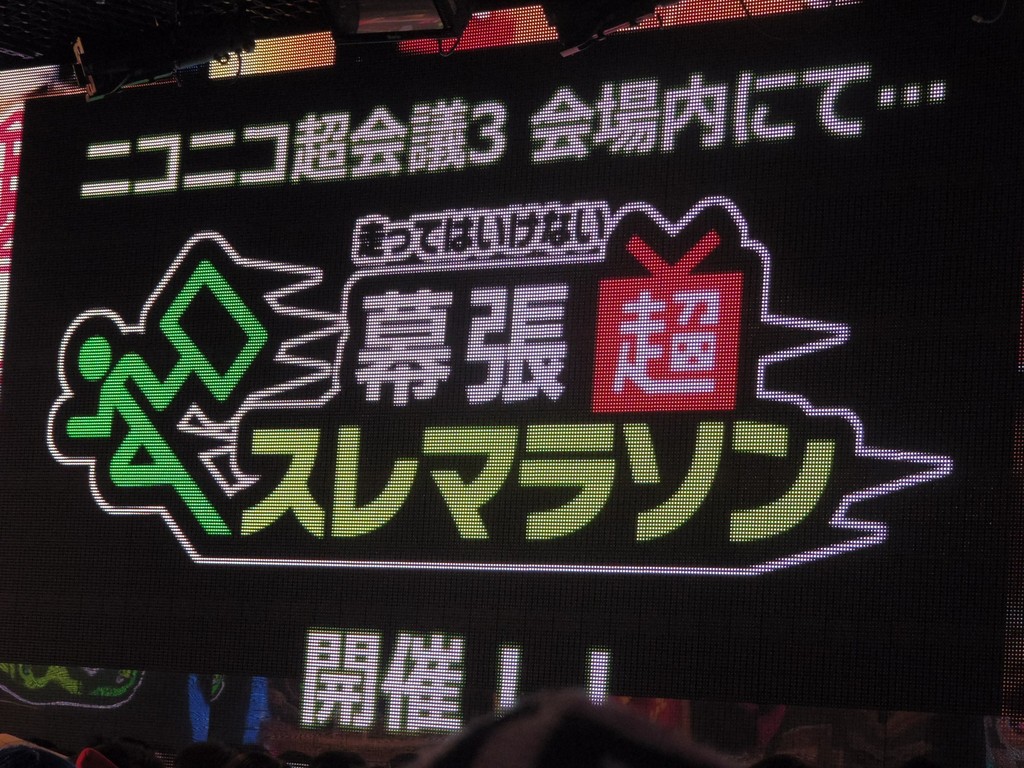 ニコニコ超会議3 会場内にて…
走ってはいけない
幕張超
スレマラソン
開催！！